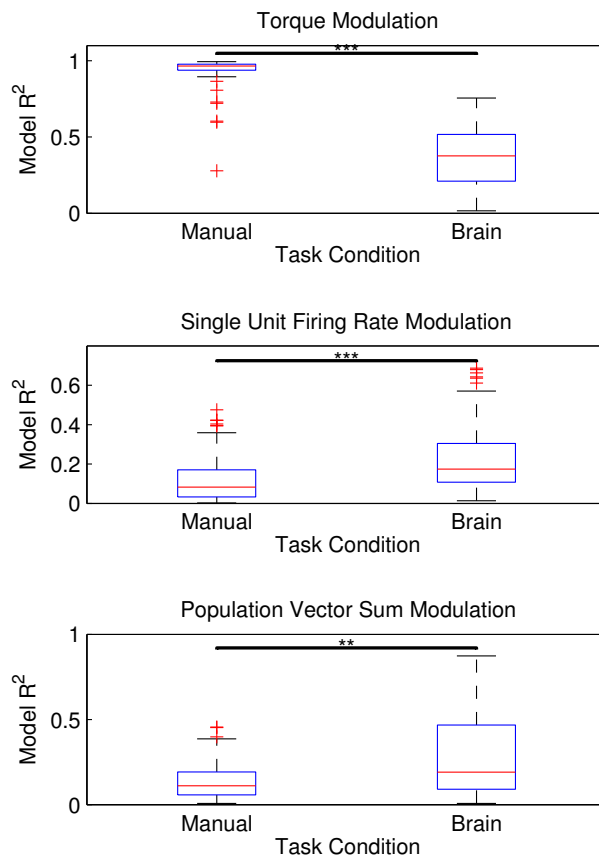 Torque Modulation
***
1
0.5
0
Model R²
Manual Brain
Task Condition
Single Unit Firing Rate Modulation
***
0.6
0.4
0.2
0
Model R²
Manual Brain
Task Condition
Population Vector Sum Modulation
**
1
0.5
0
Model R²
Manual Brain
Task Condition